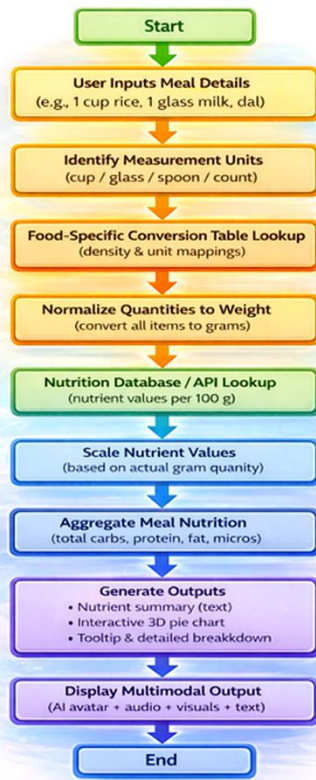 Start
User Inputs Meal Details
(e.g., 1 cup rice, 1 glass milk, dal)
Identify Measurement Units
(cup / glass / spoon / count)
Food-Specific Conversion Table Lookup
(density & unit mappings)
Normalize Quantities to Weight
(convert all items to grams)
Nutrition Database / API Lookup
(nutrient values per 100 g)
Scale Nutrient Values
(based on actual gram quanity)
Aggregate Meal Nutrition
(total carbs, protein, fat, micros)
Generate Outputs
• Nutrient summary (text)
• Interactive 3D pie chart
• Tooltip & detailed breakkdown
Display Multimodal Output
(AI avatar + audio + visuals + text)
End